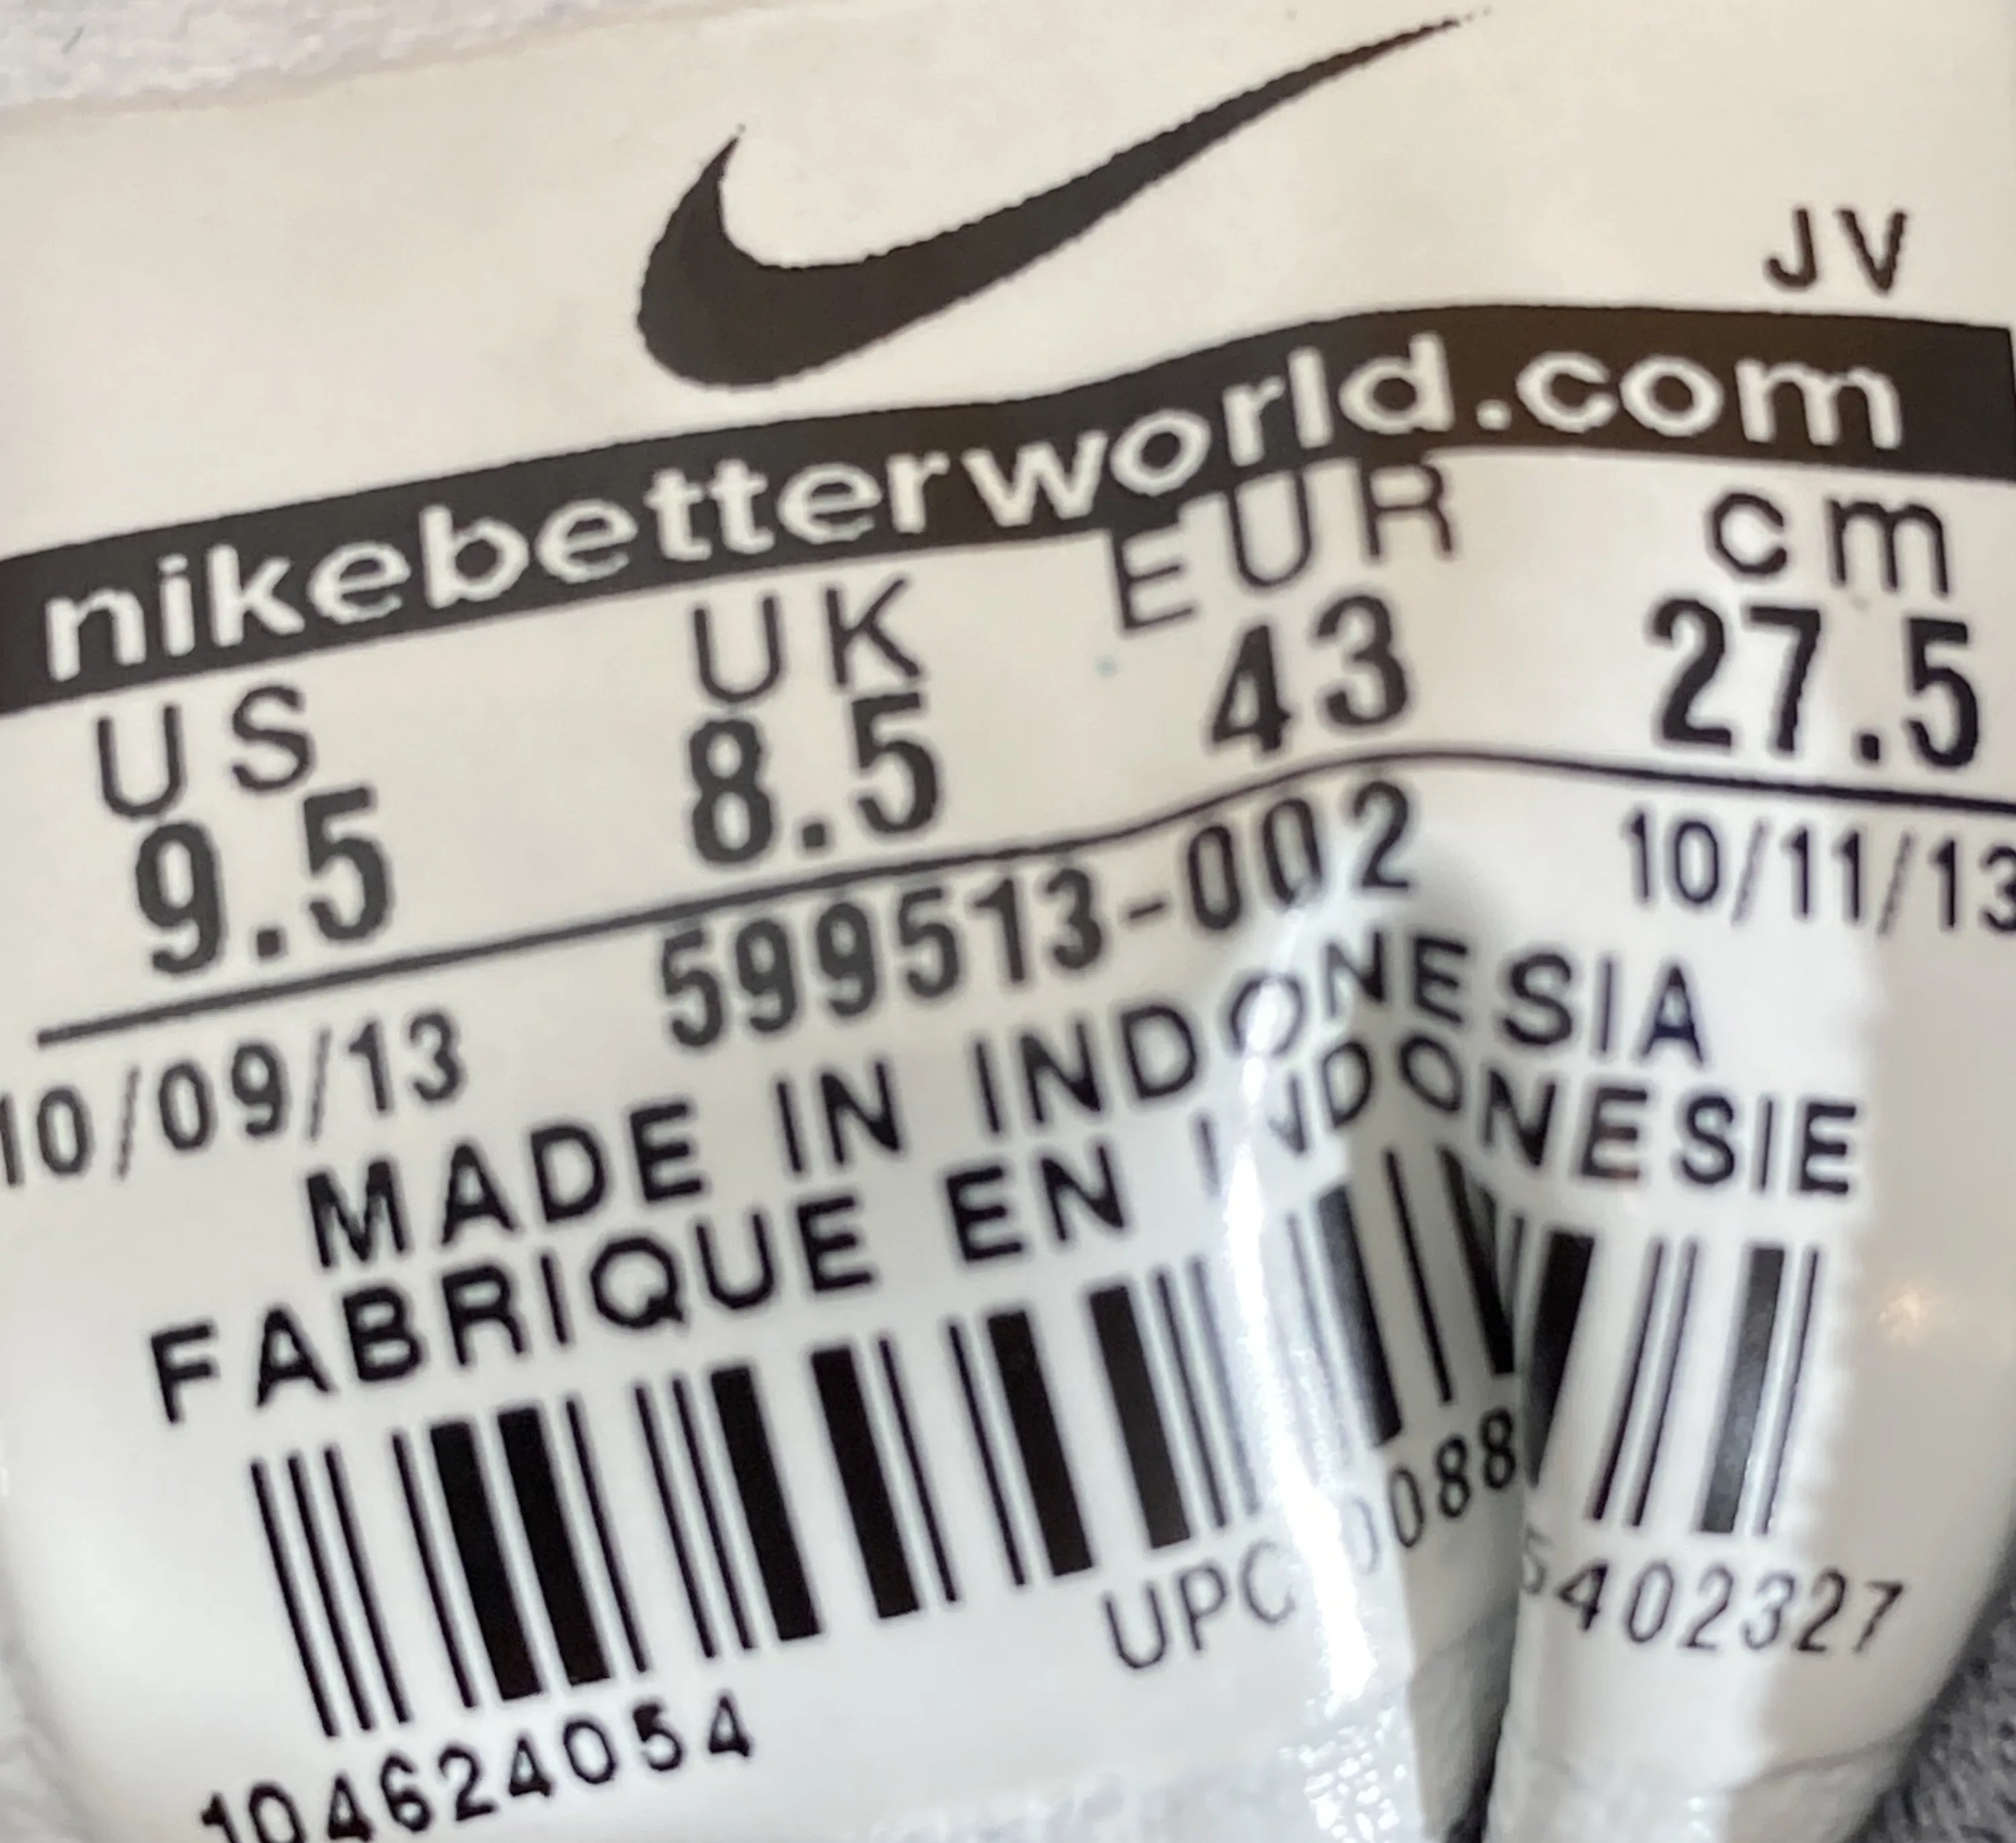 JV
nikebetterworld.com
US UK EUR cm
9.5 8.5 43 27.5
10/09/13 599513-002 10/11/13
MADE IN INDONESIA
FABRIQUE EN INDONESIE
UPC 0088 5402327
104624054